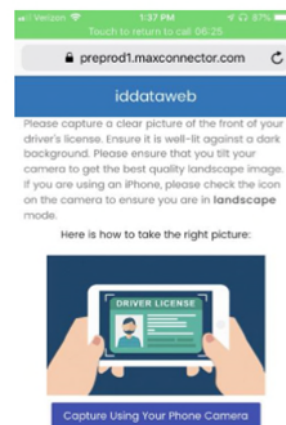 Verizon 1:37 PM 87%
Touch to return to call 06:25
preprod1.maxconnector.com
iddataweb
Please capture a clear picture of the front of your
driver's license. Ensure it is well-fit against a dark
background. Please ensure that you tilt your
camera to get the best quality landscape image.
If you are using an iPhone, please check the icon
on the camera to ensure you are in landscape
mode.
Here is how to take the right picture:
DRIVER LICENSE
Capture Using Your Phone Camera